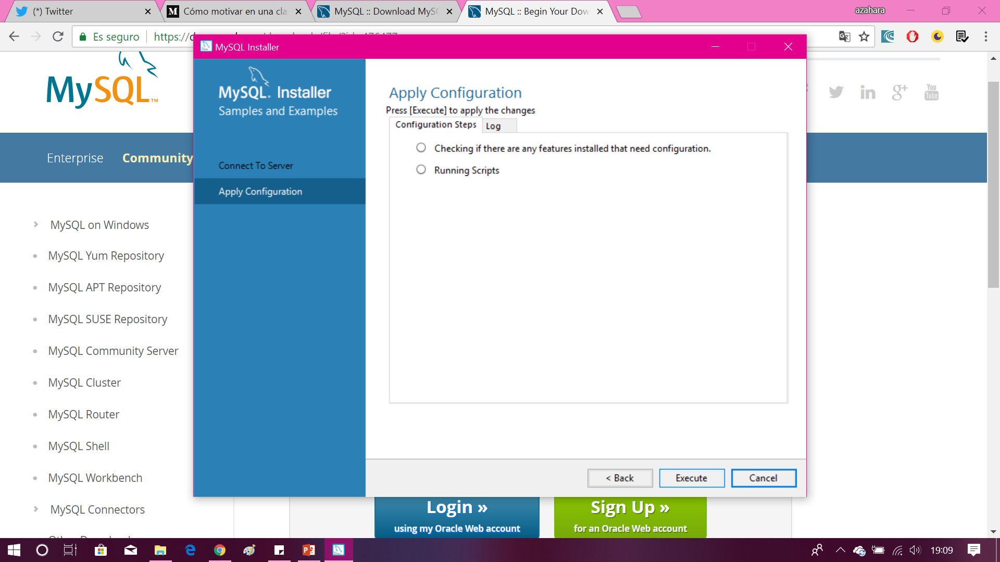 (*) Twitter
Cómo motivar en una cla
MySQL :: Download MySC
MySQL :: Begin Your Dow
azahara
Es seguro
https://d
MySQL Installer
MySQL™
MySQL. Installer
Samples and Examples
Connect To Server
Apply Configuration
Apply Configuration
Press [Execute] to apply the changes
Configuration Steps
Log
Checking if there are any features installed that need configuration.
Running Scripts
< Back
Execute
Cancel
You
Tube
Enterprise
Community
MySQL on Windows
MySQL Yum Repository
MySQL APT Repository
MySQL SUSE Repository
MySQL Community Server
MySQL Cluster
MySQL Router
MySQL Shell
MySQL Workbench
MySQL Connectors
Login »
using my Oracle Web account
Sign Up »
for an Oracle Web account
19:09